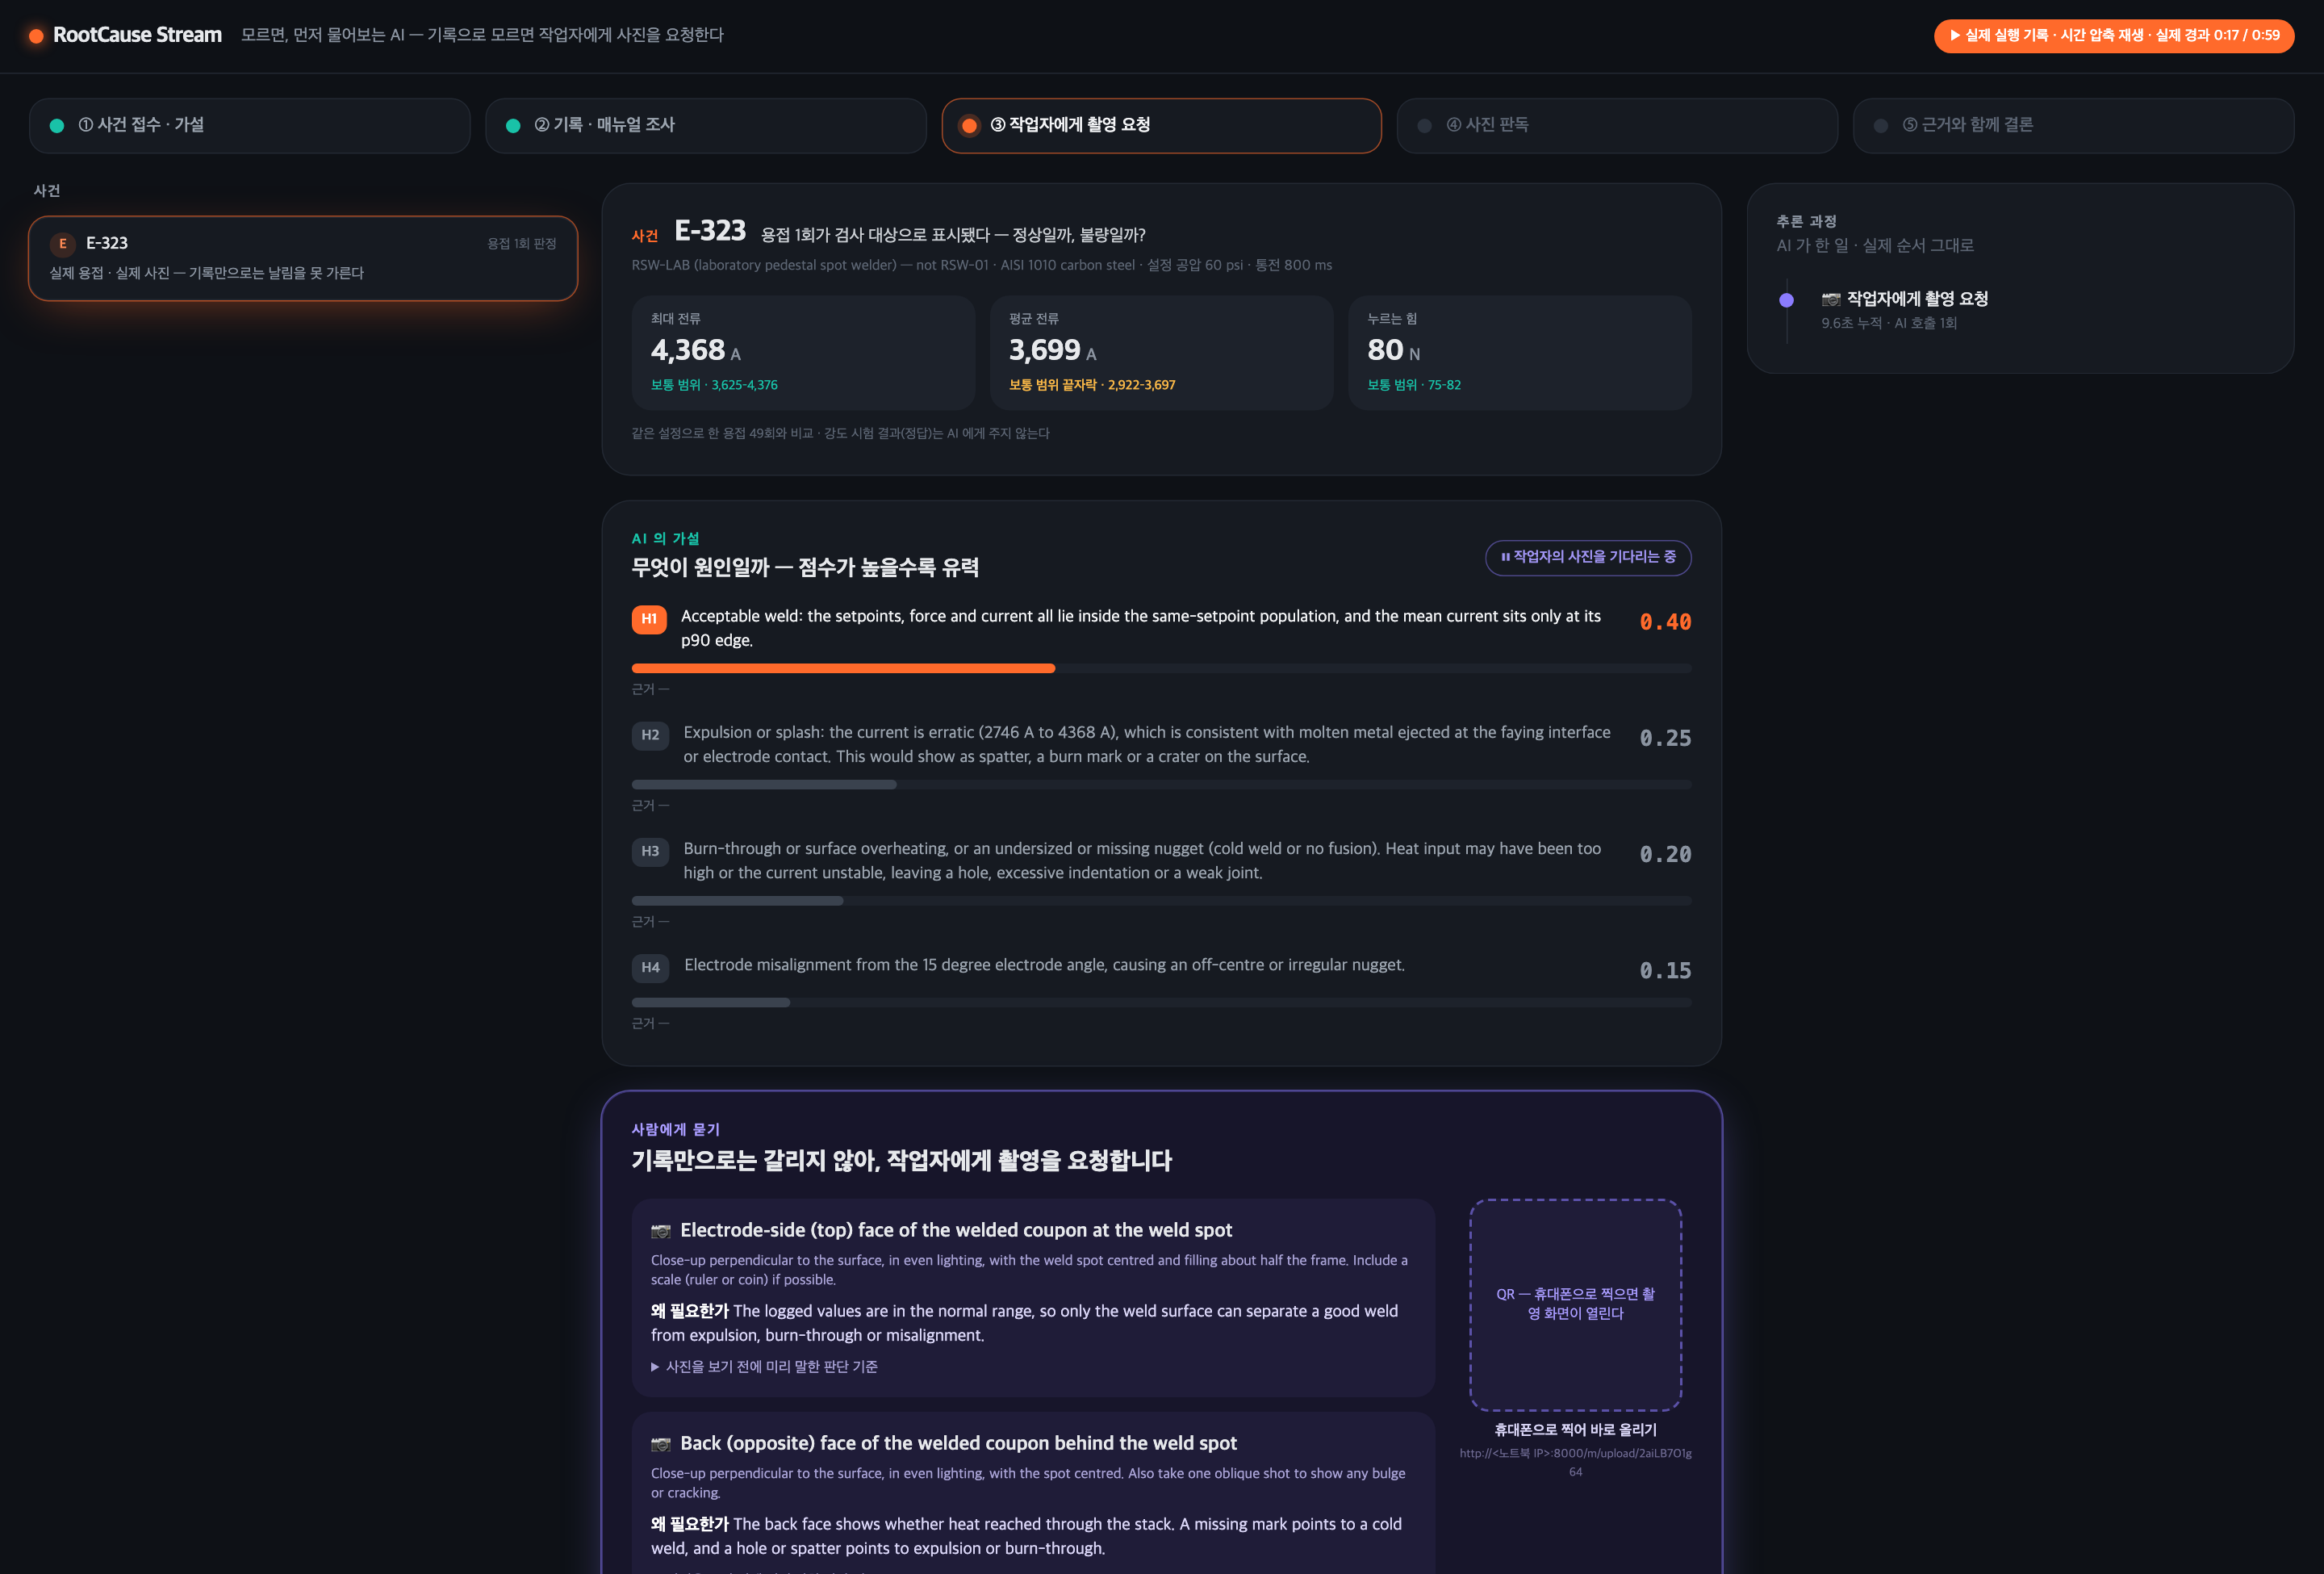 RootCause Stream 모르면, 먼저 물어보는 AI — 기록으로 모르면 작업자에게 사진을 요청한다
▶ 실제 실행 기록 · 시간 압축 재생 · 실제 경과 0:17 / 0:59
① 사건 접수 · 가설
② 기록 · 매뉴얼 조사
③ 작업자에게 촬영 요청
④ 사진 판독
⑤ 근거와 함께 결론
사건
E E-323 용접 1회 판정
실제 용접 · 실제 사진 — 기록만으로는 날림을 못 가른다
사건 E-323 용접 1회가 검사 대상으로 표시됐다 — 정상일까, 불량일까?
RSW-LAB (laboratory pedestal spot welder) — not RSW-01 · AISI 1010 carbon steel · 설정 공압 60 psi · 통전 800 ms
최대 전류
4,368 A
보통 범위 · 3,625-4,376
평균 전류
3,699 A
보통 범위 끝자락 · 2,922-3,697
누르는 힘
80 N
보통 범위 · 75-82
같은 설정으로 한 용접 49회와 비교 · 강도 시험 결과(정답)는 AI 에게 주지 않는다
AI 의 가설
무엇이 원인일까 — 점수가 높을수록 유력
⏸ 작업자의 사진을 기다리는 중
H1 Acceptable weld: the setpoints, force and current all lie inside the same-setpoint population, and the mean current sits only at its
p90 edge.
0.40
근거 —
H2 Expulsion or splash: the current is erratic (2746 A to 4368 A), which is consistent with molten metal ejected at the faying interface
or electrode contact. This would show as spatter, a burn mark or a crater on the surface.
0.25
근거 —
H3 Burn-through or surface overheating, or an undersized or missing nugget (cold weld or no fusion). Heat input may have been too
high or the current unstable, leaving a hole, excessive indentation or a weak joint.
0.20
근거 —
H4 Electrode misalignment from the 15 degree electrode angle, causing an off-centre or irregular nugget.
0.15
근거 —
사람에게 묻기
기록만으로는 갈리지 않아, 작업자에게 촬영을 요청합니다
📷 Electrode-side (top) face of the welded coupon at the weld spot
Close-up perpendicular to the surface, in even lighting, with the weld spot centred and filling about half the frame. Include a
scale (ruler or coin) if possible.
왜 필요한가 The logged values are in the normal range, so only the weld surface can separate a good weld
from expulsion, burn-through or misalignment.
▶ 사진을 보기 전에 미리 말한 판단 기준
📷 Back (opposite) face of the welded coupon behind the weld spot
Close-up perpendicular to the surface, in even lighting, with the spot centred. Also take one oblique shot to show any bulge
or cracking.
왜 필요한가 The back face shows whether heat reached through the stack. A missing mark points to a cold
weld, and a hole or spatter points to expulsion or burn-through.
QR — 휴대폰으로 찍으면 촬
영 화면이 열린다
휴대폰으로 찍어 바로 올리기
http://<노트북 IP>:8000/m/upload/2aiLB7O1g
64
추론 과정
AI 가 한 일 · 실제 순서 그대로
📷 작업자에게 촬영 요청
9.6초 누적 · AI 호출 1회